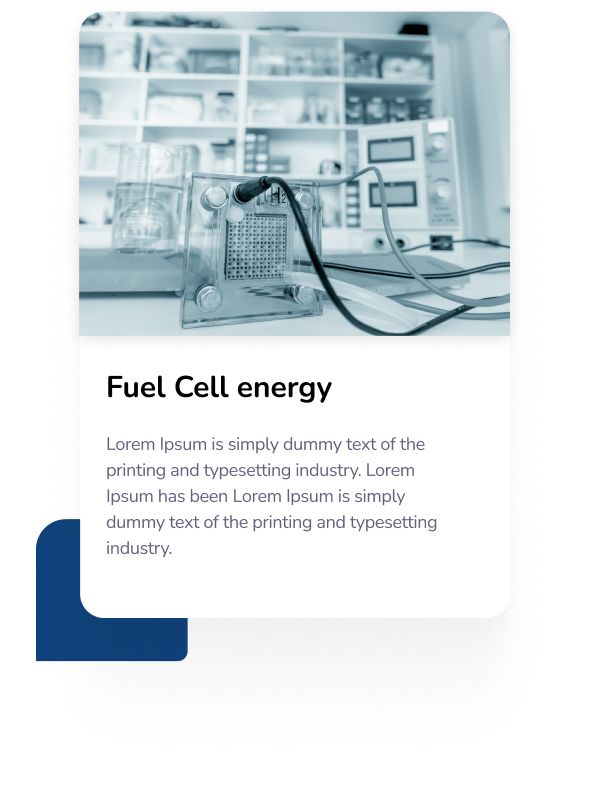 H2
Fuel Cell energy
Lorem Ipsum is simply dummy text of the
printing and typesetting industry. Lorem
Ipsum has been Lorem Ipsum is simply
dummy text of the printing and typesetting
industry.